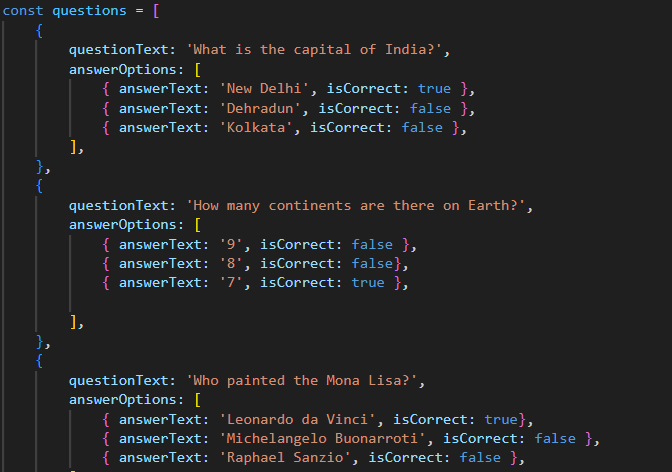 const questions = [
{
questionText: 'What is the capital of India?',
answerOptions: [
{ answerText: 'New Delhi', isCorrect: true },
{ answerText: 'Dehradun', isCorrect: false },
{ answerText: 'Kolkata', isCorrect: false },
],
},
{
questionText: 'How many continents are there on Earth?',
answerOptions: [
{ answerText: '9', isCorrect: false },
{ answerText: '8', isCorrect: false},
{ answerText: '7', isCorrect: true },
],
},
{
questionText: 'Who painted the Mona Lisa?',
answerOptions: [
{ answerText: 'Leonardo da Vinci', isCorrect: true},
{ answerText: 'Michelangelo Buonarroti', isCorrect: false },
{ answerText: 'Raphael Sanzio', isCorrect: false },